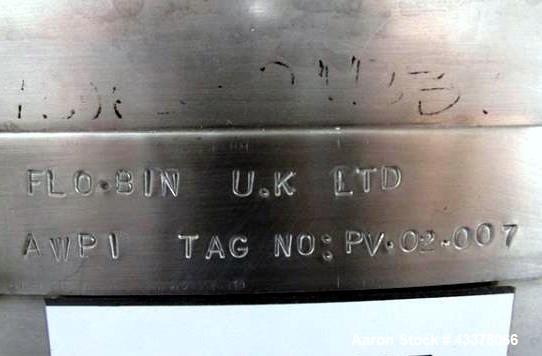 FLO.BIN U.K LTD
AWPI TAG NO: PV.02.007
Aaron Stock # 43378066